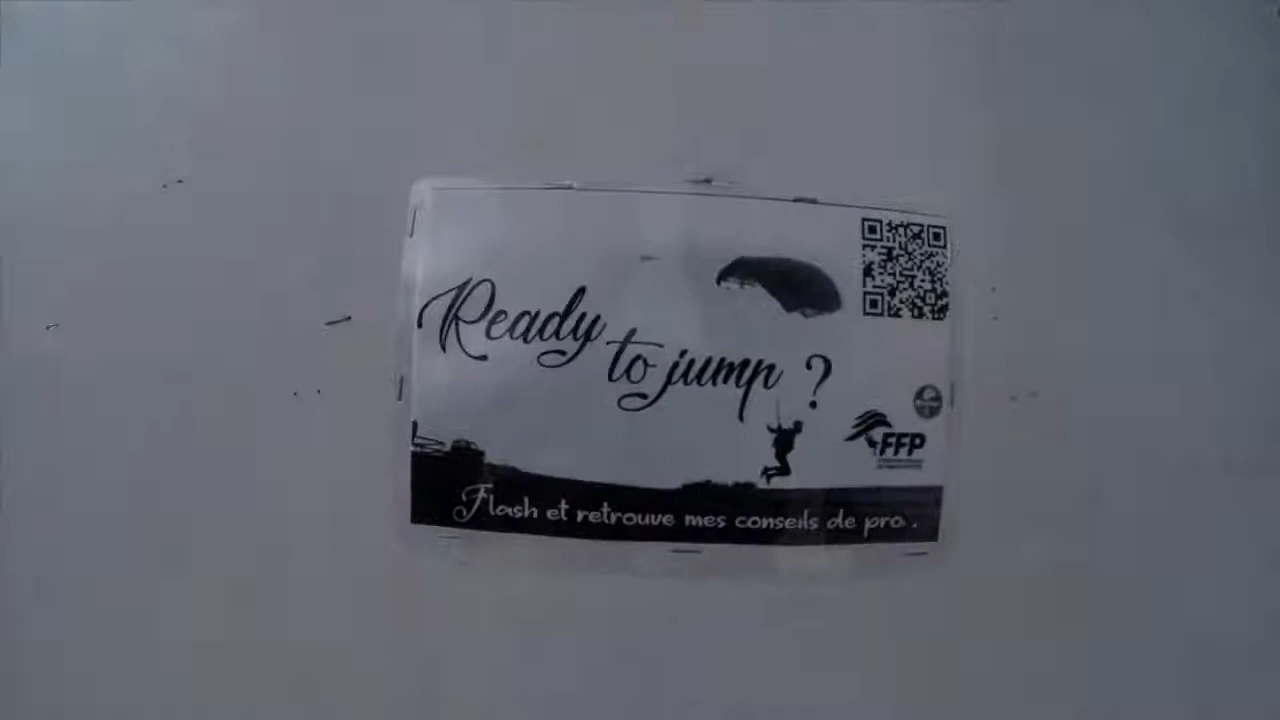 Ready
to jump ?
FFP
Flash et retrouve mes conseils de pro.